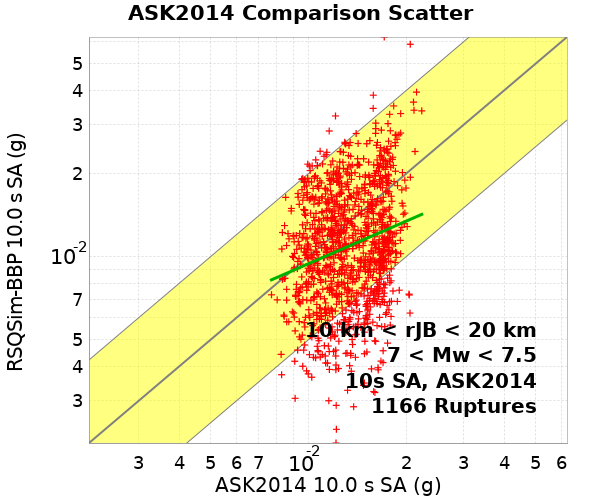 ASK2014 Comparison Scatter
RSQSim-BBP 10.0 s SA (g)
5
4
3
2
10^-2
7
5
4
3
10 km < rJB < 20 km
7 < Mw < 7.5
10s SA, ASK2014
1166 Ruptures
3 4 5 6 7 10^-2 2 3 4 5 6
ASK2014 10.0 s SA (g)